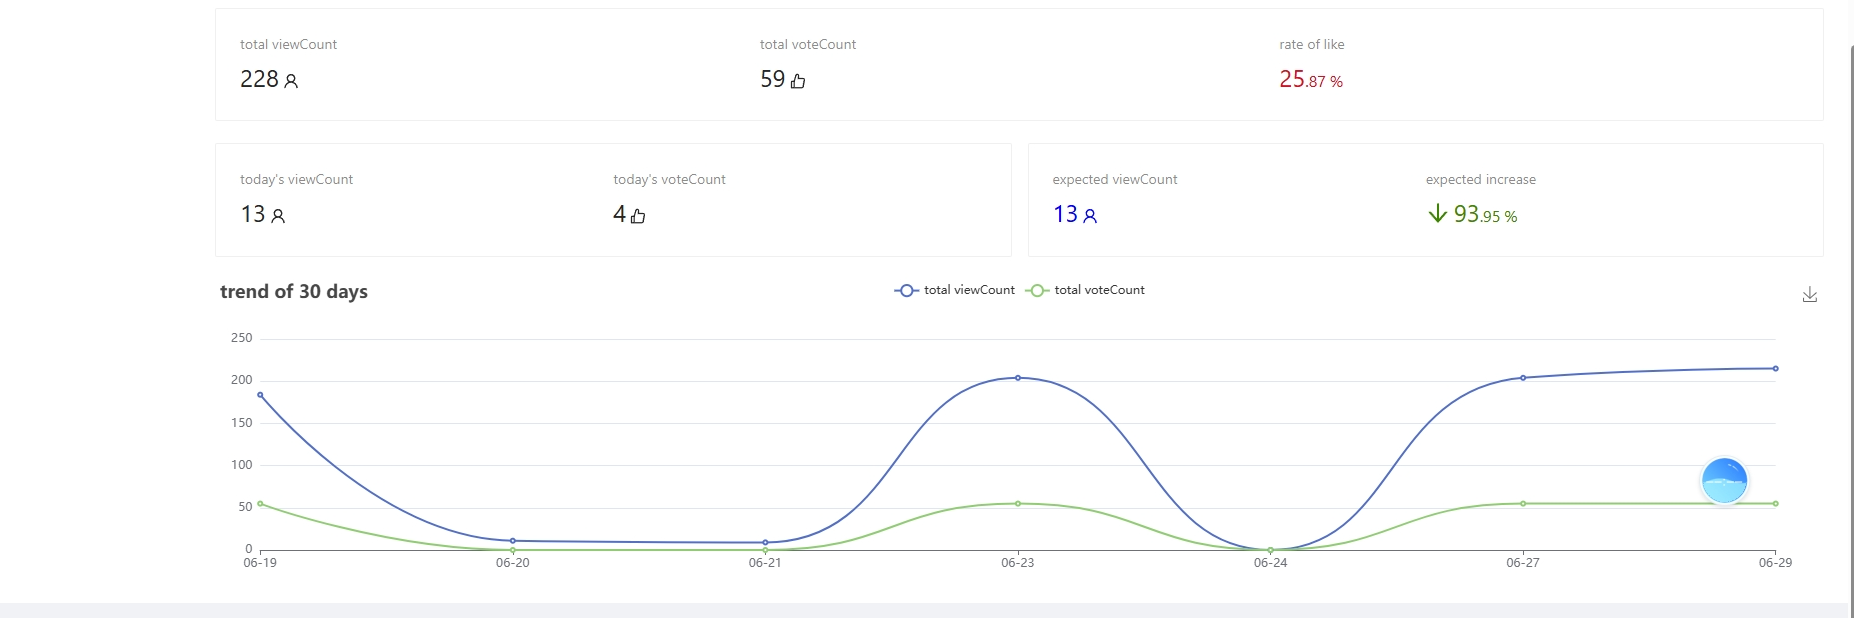 total viewCount total voteCount rate of like
228 59 25.87 %
today's viewCount today's voteCount expected viewCount expected increase
13 4 13 93.95 %
trend of 30 days total viewCount total voteCount
250
200
150
100
50
0
06-19 06-20 06-21 06-23 06-24 06-27 06-29